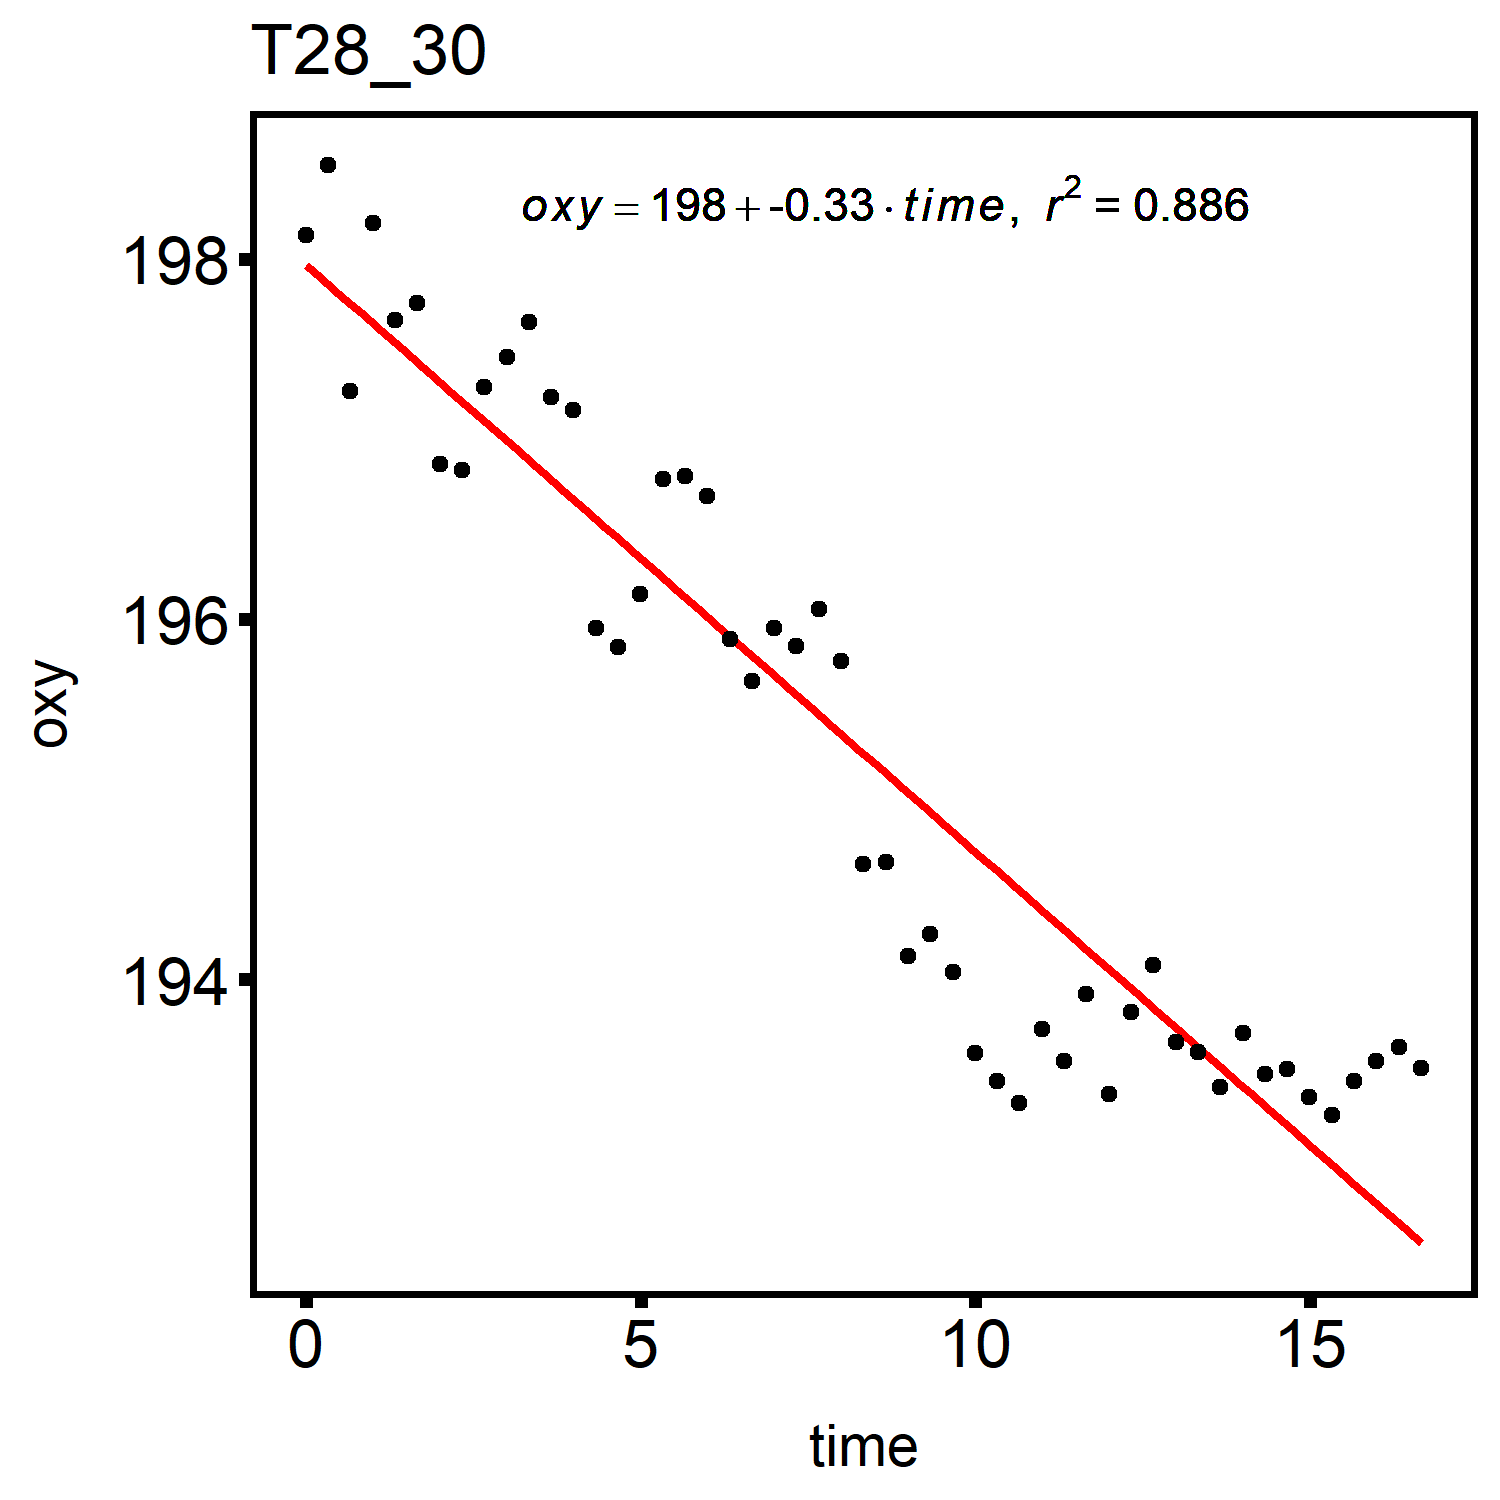 T28_30
oxy = 198 + -0.33 · time, r² = 0.886
198
196
194
oxy
0 5 10 15
time